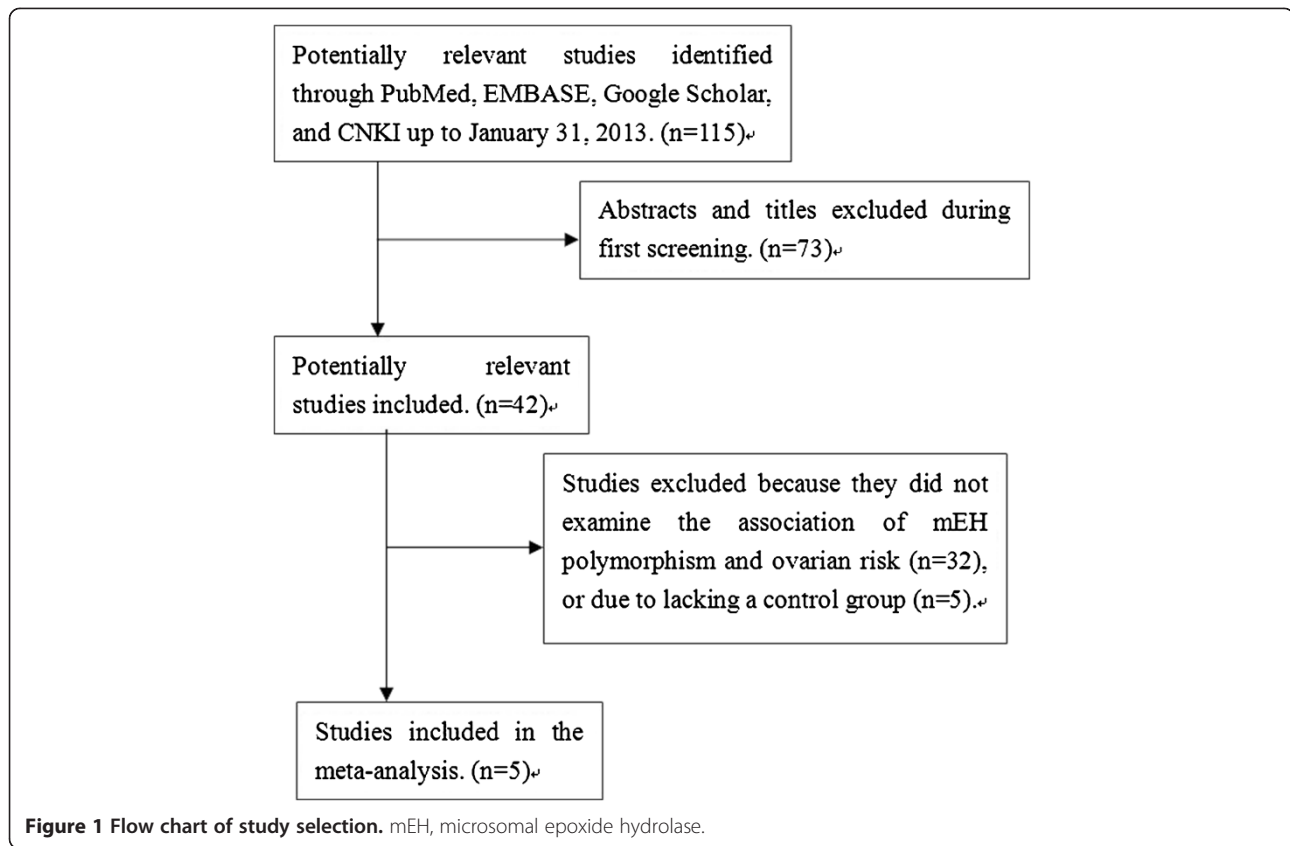 Potentially relevant studies identified
through PubMed, EMBASE, Google Scholar,
and CNKI up to January 31, 2013. (n=115)↵
Abstracts and titles excluded during
first screening. (n=73)↵
Potentially relevant
studies included. (n=42)↵
Studies excluded because they did not
examine the association of mEH
polymorphism and ovarian risk (n=32),
or due to lacking a control group (n=5).↵
Studies included in the
meta-analysis. (n=5)↵
Figure 1 Flow chart of study selection. mEH, microsomal epoxide hydrolase.